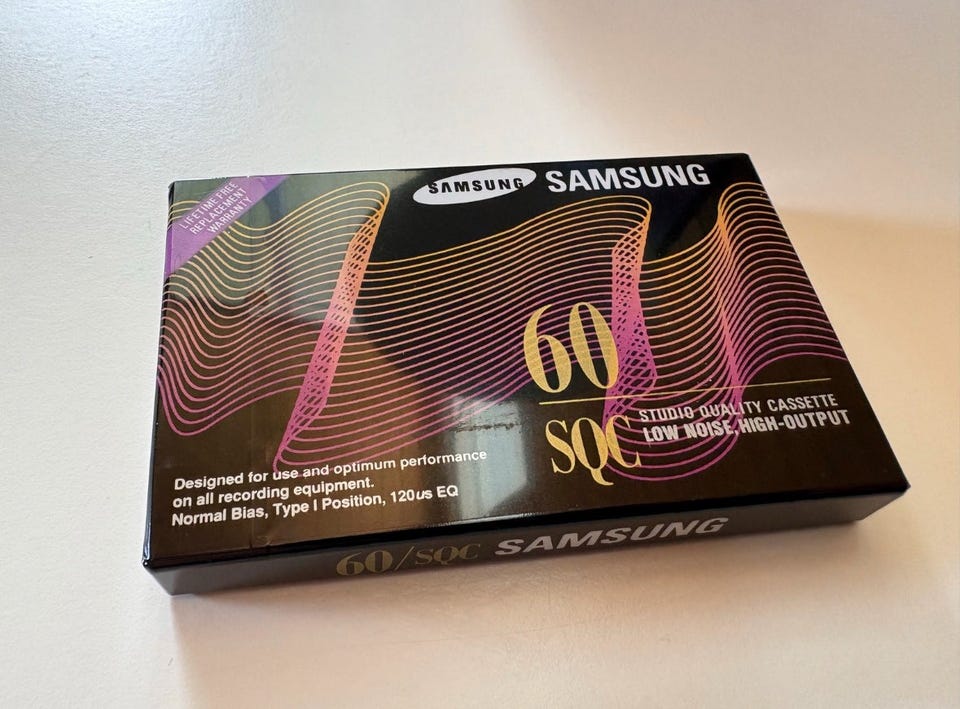 LIFETIME FREE
REPLACEMENT
WARRANTY
SAMSUNG SAMSUNG
60
SQC STUDIO QUALITY CASSETTE
LOW NOISE, HIGH-OUTPUT
Designed for use and optimum performance
on all recording equipment.
Normal Bias, Type I Position, 120us EQ
60/SQC SAMSUNG